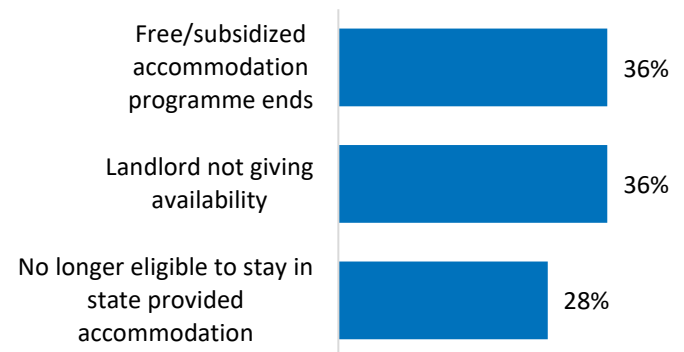 Free/subsidized
accommodation
programme ends
36%
Landlord not giving
availability
36%
No longer eligible to stay in
state provided
accommodation
28%